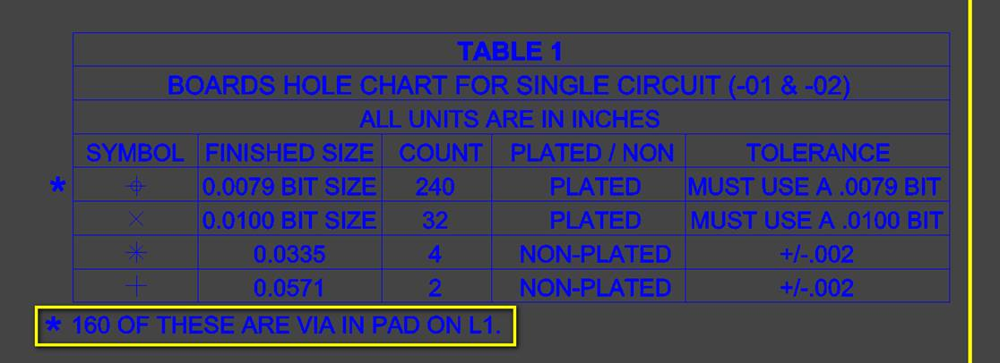 TABLE 1
BOARDS HOLE CHART FOR SINGLE CIRCUIT (-01 & -02)
ALL UNITS ARE IN INCHES
SYMBOL FINISHED SIZE COUNT PLATED / NON TOLERANCE
* 0.0079 BIT SIZE 240 PLATED MUST USE A .0079 BIT
0.0100 BIT SIZE 32 PLATED MUST USE A .0100 BIT
0.0335 4 NON-PLATED +/-.002
0.0571 2 NON-PLATED +/-.002
* 160 OF THESE ARE VIA IN PAD ON L1.